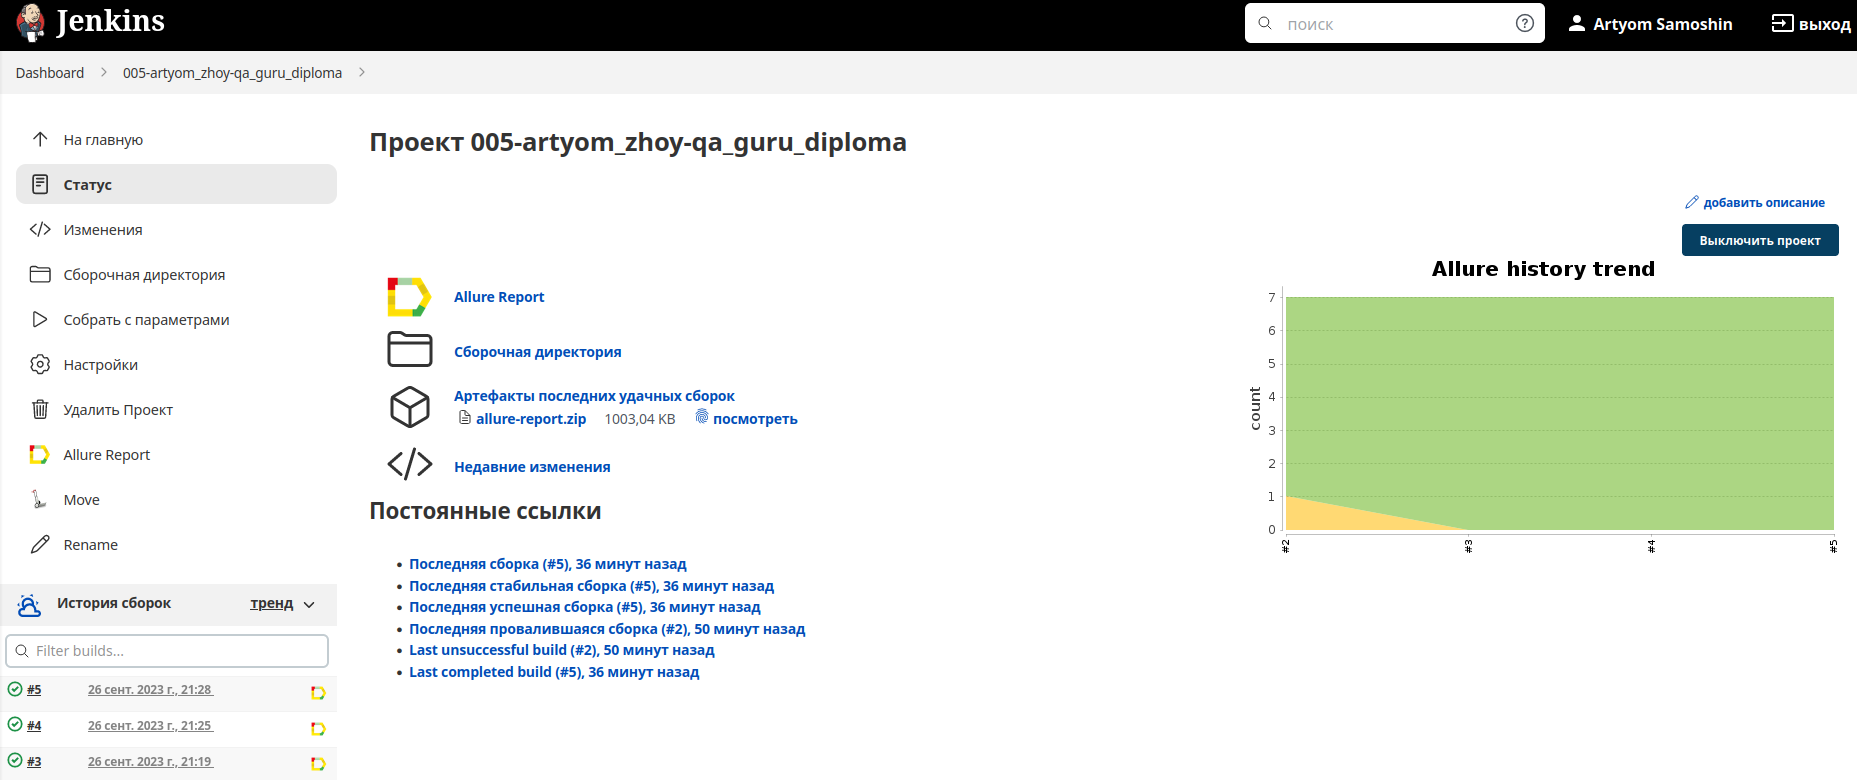 Jenkins
поиск
Artyom Samoshin
выход
Dashboard
005-artyom_zhoy-qa_guru_diploma
На главную
Статус
Изменения
Сборочная директория
Собрать с параметрами
Настройки
Удалить Проект
Allure Report
Move
Rename
История сборок
тренд
Filter builds...
#5 26 сент. 2023 г., 21:28
#4 26 сент. 2023 г., 21:25
#3 26 сент. 2023 г., 21:19
Проект 005-artyom_zhoy-qa_guru_diploma
добавить описание
Выключить проект
Allure Report
Сборочная директория
Артефакты последних удачных сборок
allure-report.zip 1003,04 KB посмотреть
Недавние изменения
Постоянные ссылки
Последняя сборка (#5), 36 минут назад
Последняя стабильная сборка (#5), 36 минут назад
Последняя успешная сборка (#5), 36 минут назад
Последняя провалившаяся сборка (#2), 50 минут назад
Last unsuccessful build (#2), 50 минут назад
Last completed build (#5), 36 минут назад
Allure history trend
count
7
6
5
4
3
2
1
0
#2
#3
#4
#5